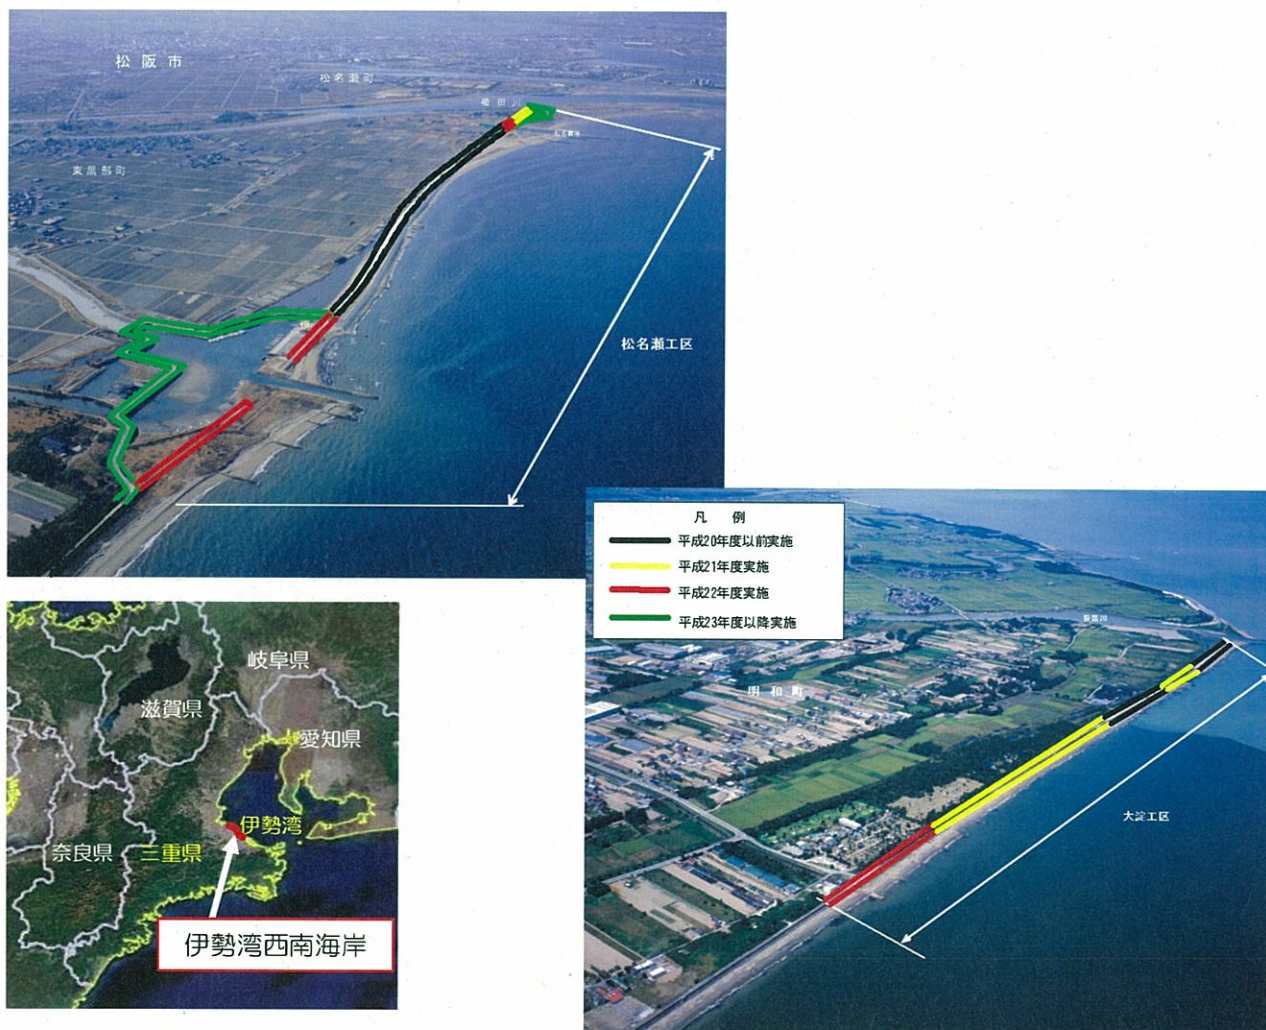 松阪市
松名瀬町
櫛田川
東黒部町
松名瀬工区
凡 例
平成20年度以前実施
平成21年度実施
平成22年度実施
平成23年度以降実施
明和町
大淀工区
岐阜県
滋賀県
愛知県
伊勢湾
奈良県
三重県
伊勢湾西南海岸